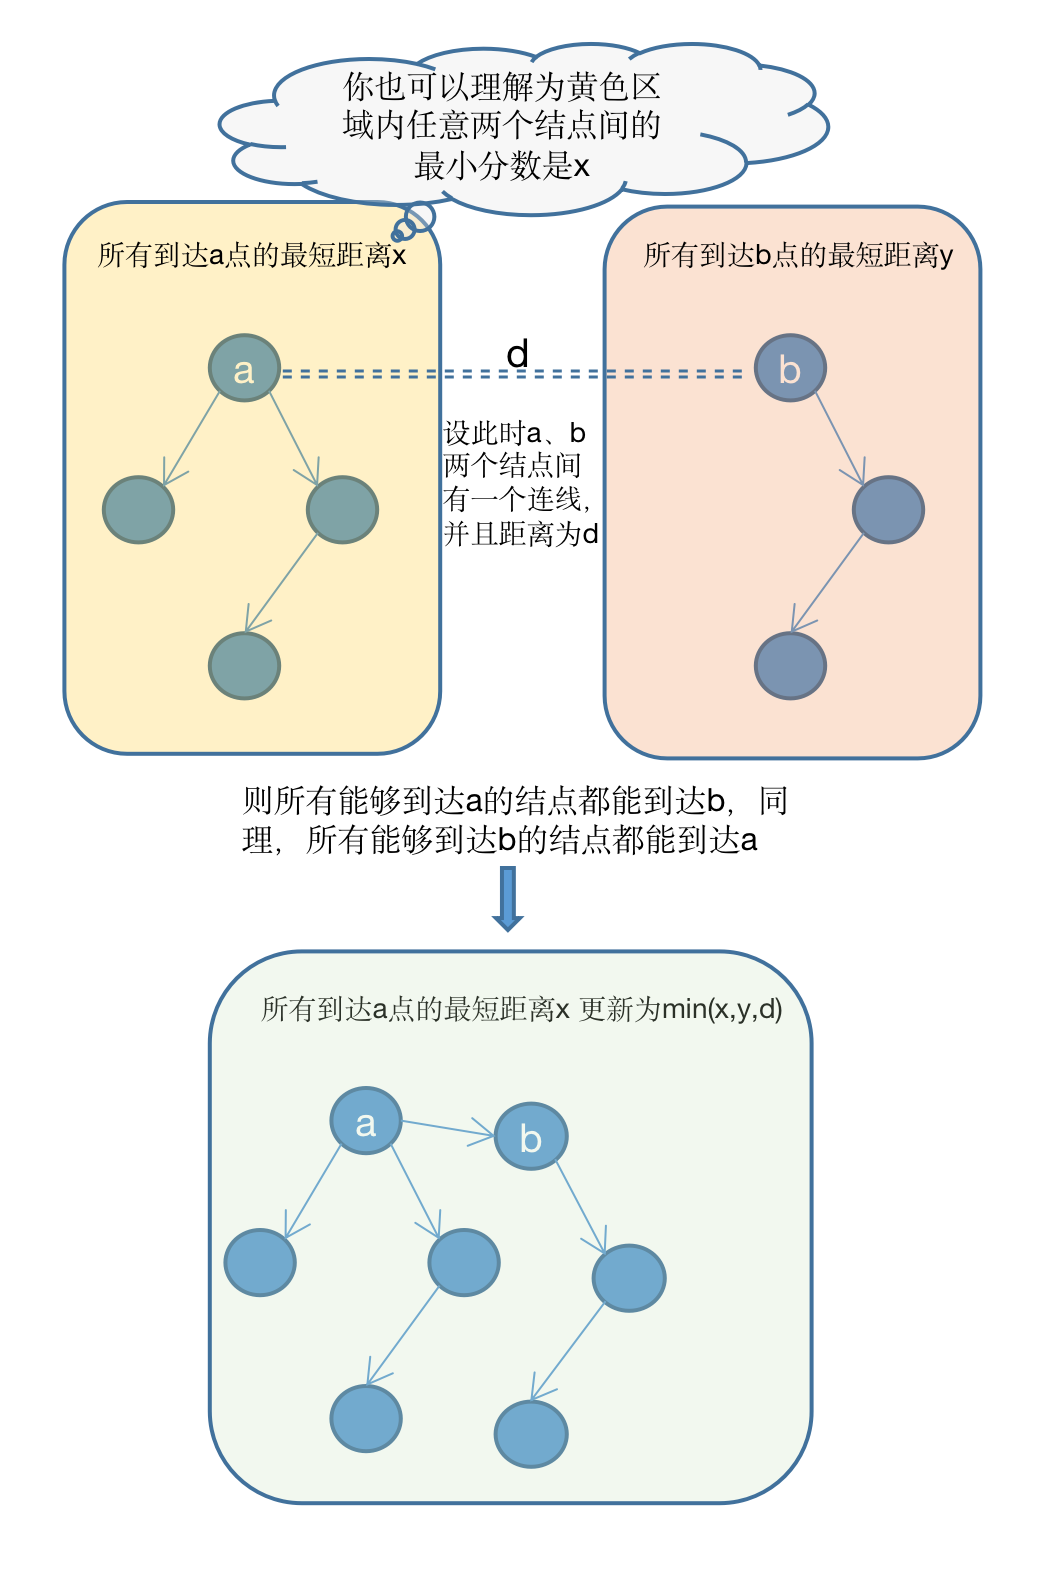 你也可以理解为黄色区
域内任意两个结点间的
最小分数是x
所有到达a点的最短距离x
所有到达b点的最短距离y
a
d
b
设此时a、b
两个结点间
有一个连线，
并且距离为d
则所有能够到达a的结点都能到达b，同
理，所有能够到达b的结点都能到达a
所有到达a点的最短距离x 更新为min(x,y,d)
a
b